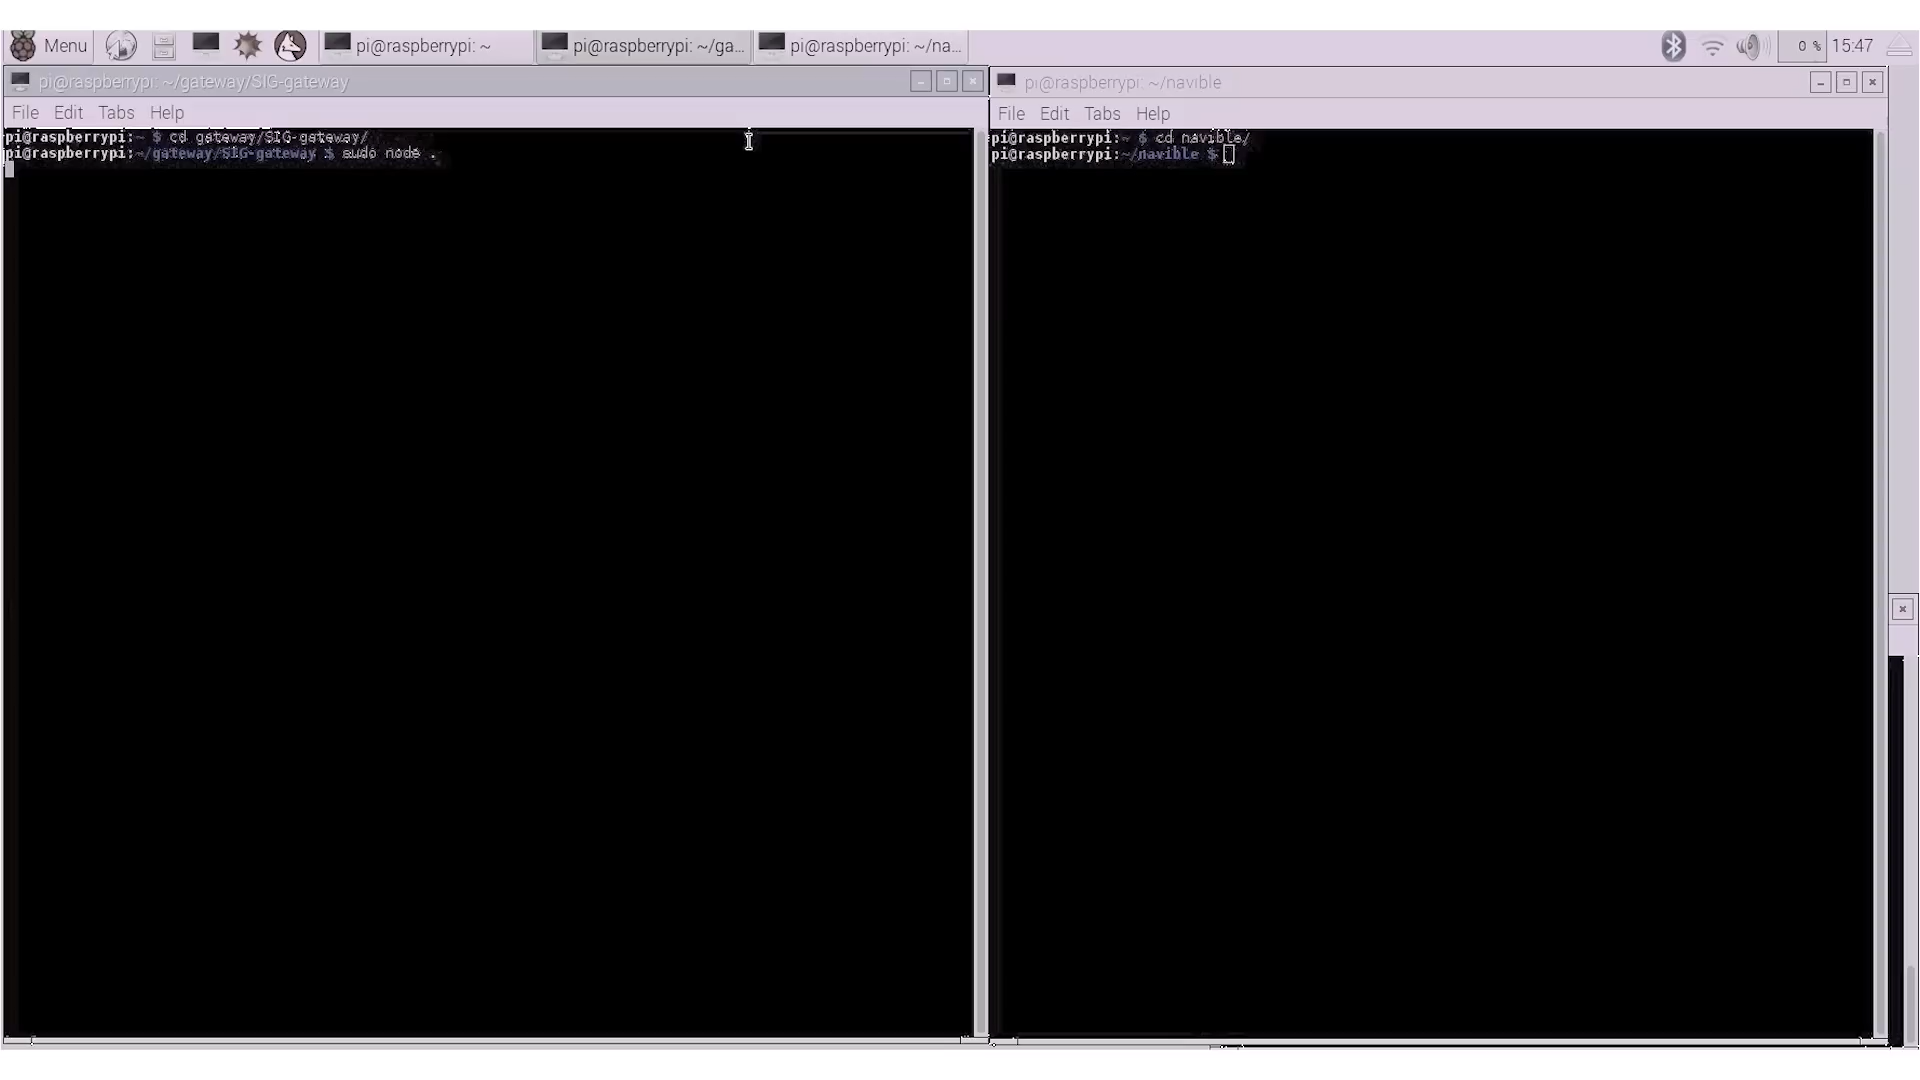 Menu
pi@raspberrypi: ~
pi@raspberrypi: ~/ga...
pi@raspberrypi: ~/na...
0 %
15:47
pi@raspberrypi: ~/gateway/SIG-gateway
File Edit Tabs Help
pi@raspberrypi:~ $ cd gateway/SIG-gateway/
pi@raspberrypi:~/gateway/SIG-gateway $ sudo node .
pi@raspberrypi: ~/navible
File Edit Tabs Help
pi@raspberrypi:~ $ cd navible/
pi@raspberrypi:~/navible $